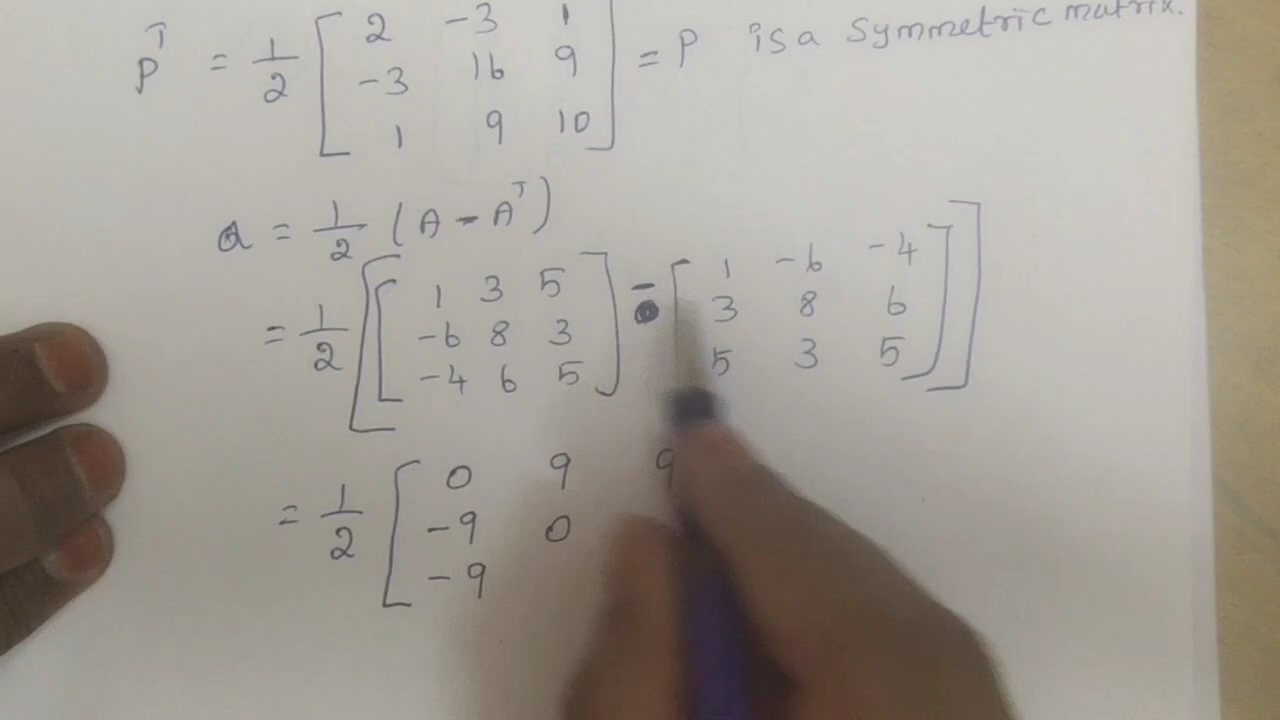 P^T = 1/2 [ 2 -3 1
-3 16 9
1 9 10 ] = P is a Symmetric matrix.
Q = 1/2 (A - A^T)
= 1/2 [ [ 1 3 5
-6 8 3
-4 6 5 ] - [ 1 -6 -4
3 8 6
5 3 5 ] ]
= 1/2 [ 0 9 9
-9 0
-9